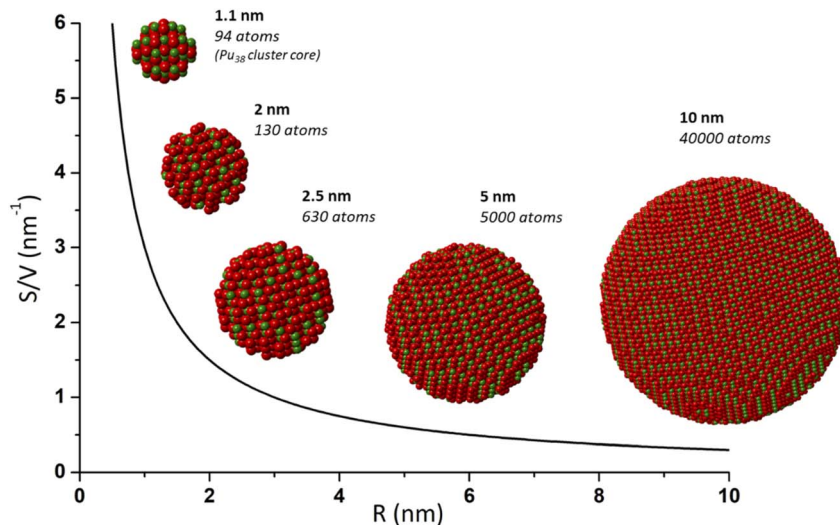 1.1 nm
94 atoms
(Pu38 cluster core)
2 nm
130 atoms
2.5 nm
630 atoms
5 nm
5000 atoms
10 nm
40000 atoms
S/V (nm⁻¹)
6
5
4
3
2
1
0
0 2 4 6 8 10
R (nm)